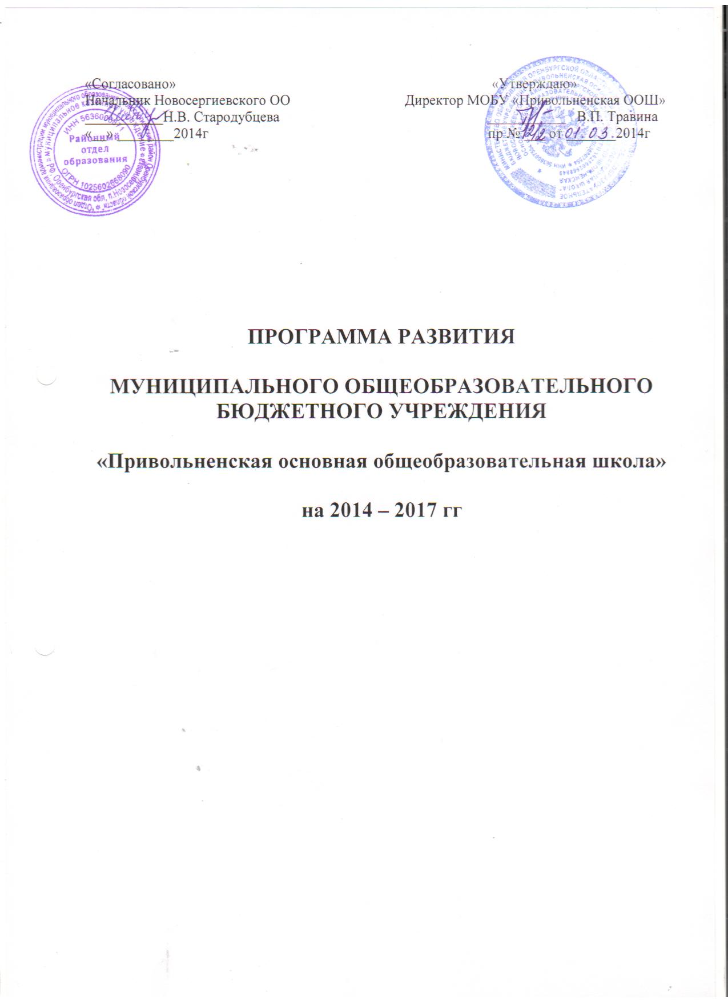 «Согласовано»
Начальник Новосергиевского ОО
__________Н.В. Стародубцева
«__»________2014г
«Утверждаю»
Директор МОБУ «Привольненская ООШ»
__________ В.П. Травина
пр № 12/2 от 01.03.2014г
Районный
отдел
образования
ОГРН 1025602668090
ПРОГРАММА РАЗВИТИЯ
МУНИЦИПАЛЬНОГО ОБЩЕОБРАЗОВАТЕЛЬНОГО
БЮДЖЕТНОГО УЧРЕЖДЕНИЯ
«Привольненская основная общеобразовательная школа»
на 2014 – 2017 гг